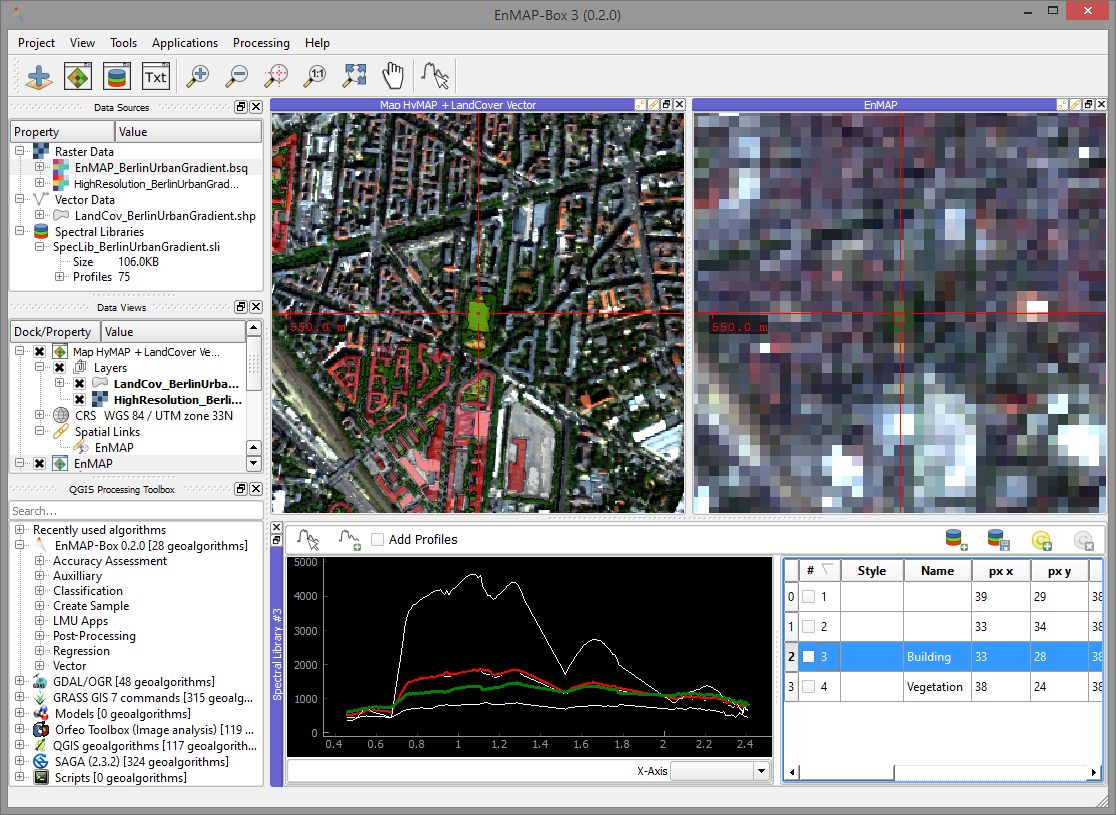 EnMAP-Box 3 (0.2.0)
Project View Tools Applications Processing Help
Txt 1:1
Data Sources
Property Value
Raster Data
EnMAP_BerlinUrbanGradient.bsq
HighResolution_BerlinUrbanGrad...
Vector Data
LandCov_BerlinUrbanGradient.shp
Spectral Libraries
SpecLib_BerlinUrbanGradient.sli
Size 106.0KB
Profiles 75
Data Views
Dock/Property Value
Map HyMAP + LandCover Ve...
Layers
LandCov_BerlinUrba...
HighResolution_Berli...
CRS WGS 84 / UTM zone 33N
Spatial Links
EnMAP
EnMAP
QGIS Processing Toolbox
Search...
Recently used algorithms
EnMAP-Box 0.2.0 [28 geoalgorithms]
Accuracy Assessment
Auxilliary
Classification
Create Sample
LMU Apps
Post-Processing
Regression
Vector
GDAL/OGR [48 geoalgorithms]
GRASS GIS 7 commands [315 geoalg...
Models [0 geoalgorithms]
Orfeo Toolbox (Image analysis) [119 ...
QGIS geoalgorithms [117 geoalgorith...
SAGA (2.3.2) [324 geoalgorithms]
Scripts [0 geoalgorithms]
Map HyMAP + LandCover Vector
550.0 m
EnMAP
550.0 m
Spectral Library #3
Add Profiles
5000
4000
3000
2000
1000
0
0.4 0.6 0.8 1 1.2 1.4 1.6 1.8 2 2.2 2.4
X-Axis
# Style Name px x px y
0 1 39 29 38
1 2 33 34 38
2 3 Building 33 28 38
3 4 Vegetation 38 24 38